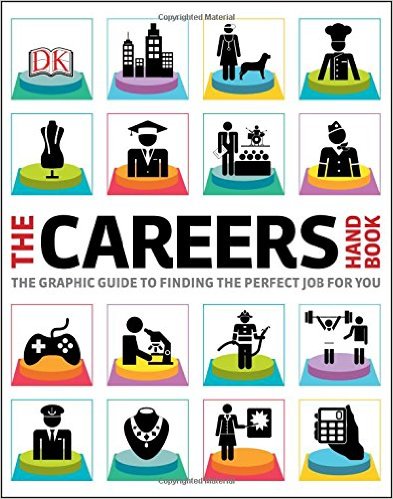 Copyrighted Material
DK
THE CAREERS HAND BOOK
THE GRAPHIC GUIDE TO FINDING THE PERFECT JOB FOR YOU
Copyrighted Material